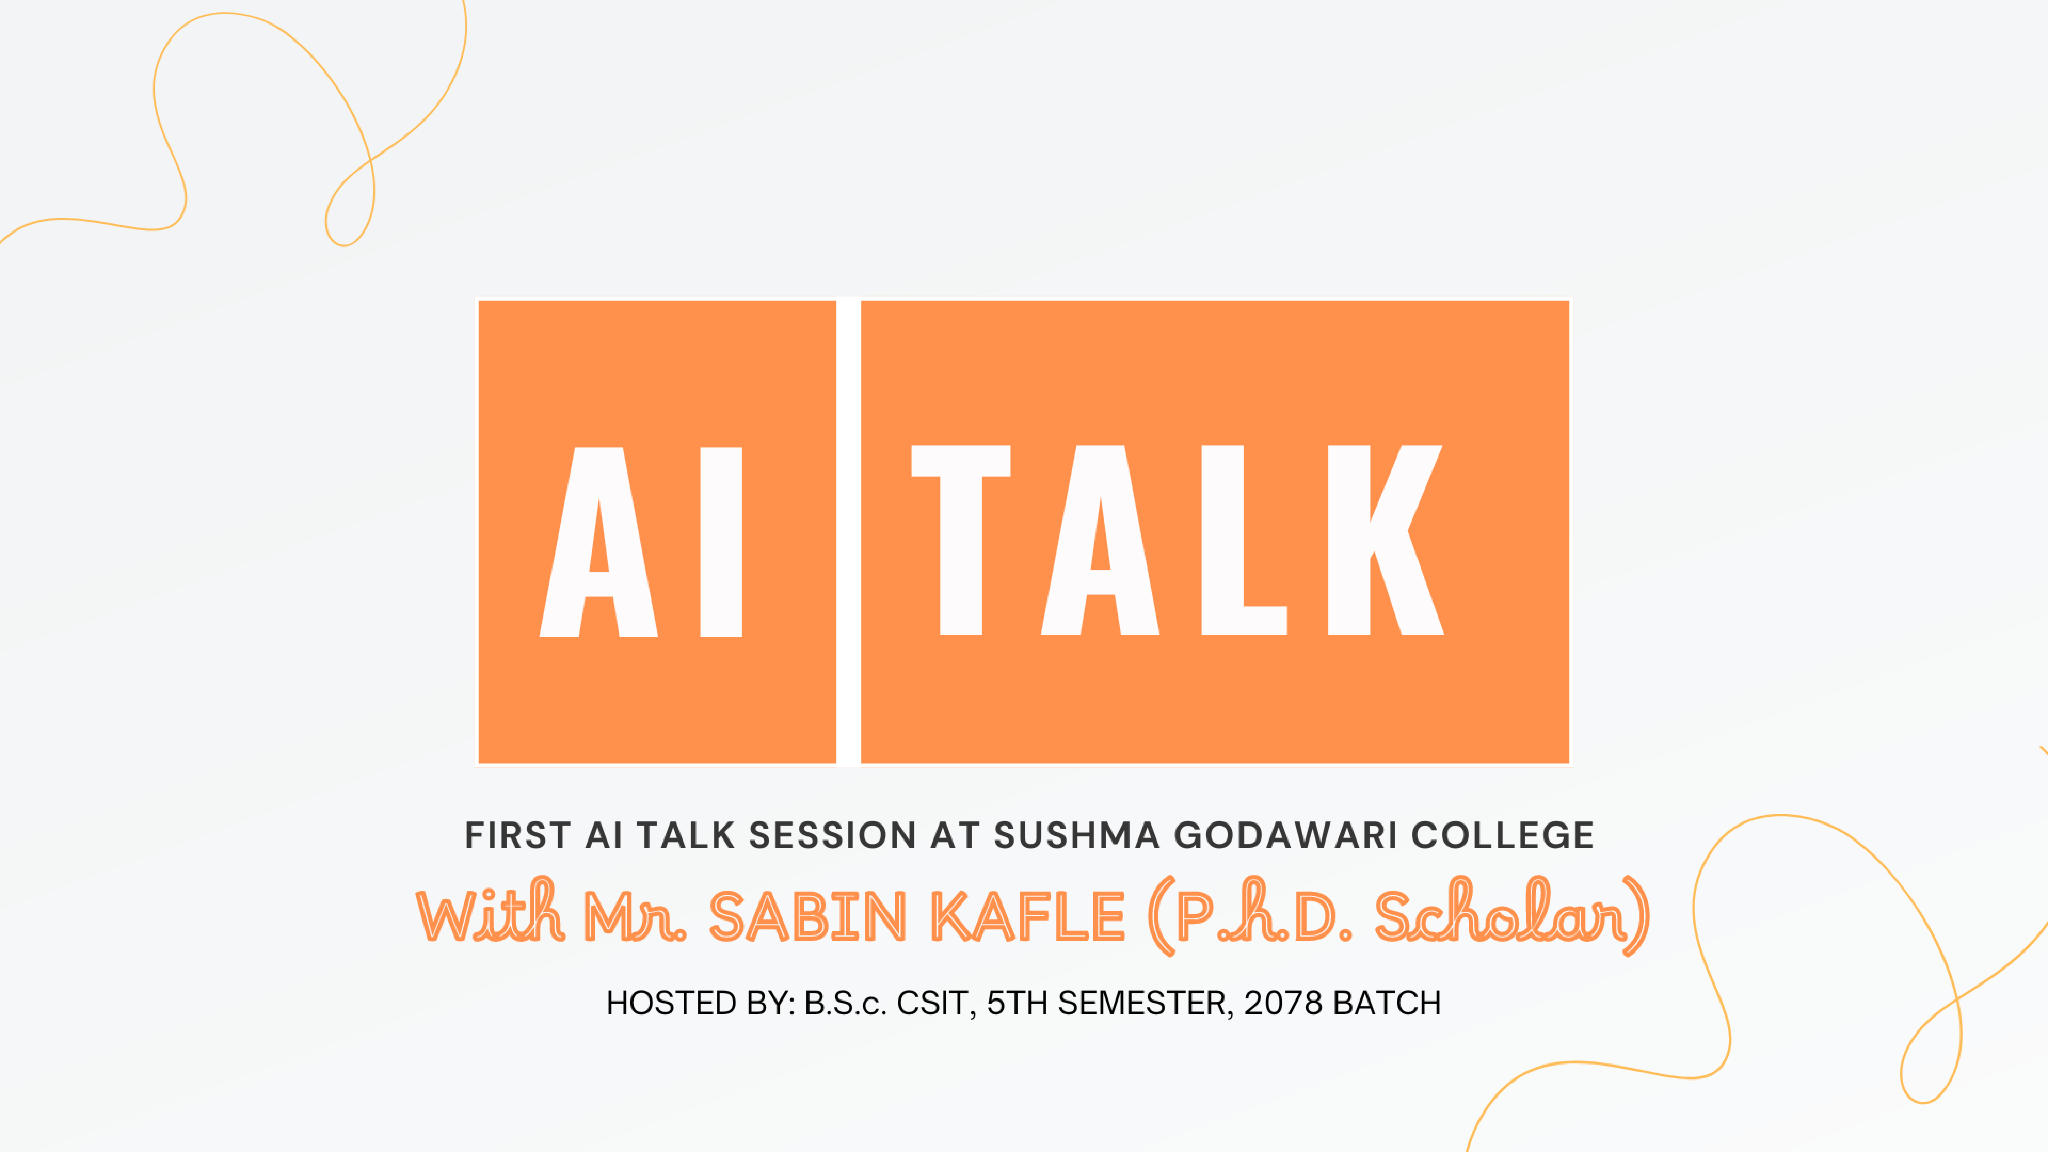 AI TALK
FIRST AI TALK SESSION AT SUSHMA GODAWARI COLLEGE
With Mr. SABIN KAFLE (P.h.D. Scholar)
HOSTED BY: B.S.c. CSIT, 5TH SEMESTER, 2078 BATCH